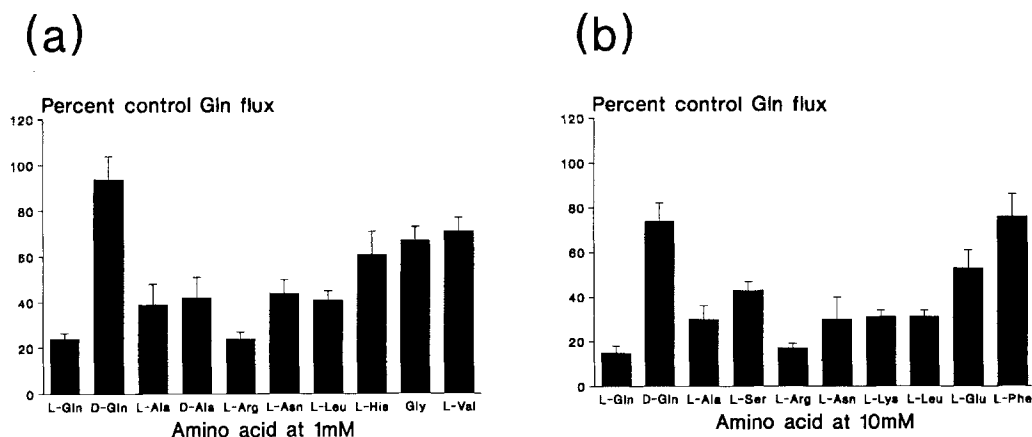 (a)
Percent control Gln flux
120
100
80
60
40
20
0
L-Gln D-Gln L-Ala D-Ala L-Arg L-Asn L-Leu L-His Gly L-Val
Amino acid at 1mM
(b)
Percent control Gln flux
120
100
80
60
40
20
0
L-Gln D-Gln L-Ala L-Ser L-Arg L-Asn L-Lys L-Leu L-Glu L-Phe
Amino acid at 10mM